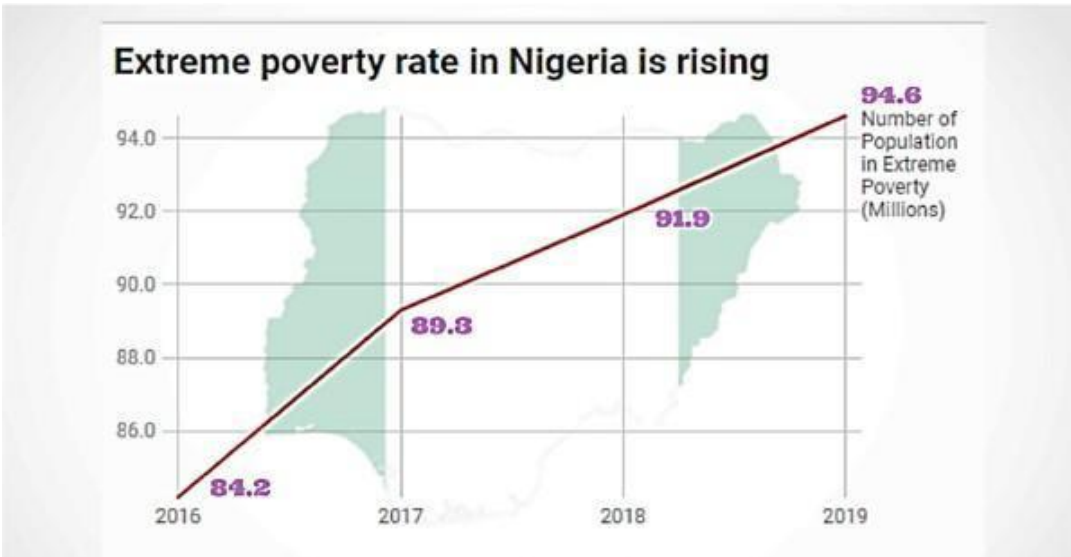 Extreme poverty rate in Nigeria is rising
94.6
Number of
Population
in Extreme
Poverty
(Millions)
94.0
92.0
91.9
90.0
89.3
88.0
86.0
84.2
2016 2017 2018 2019